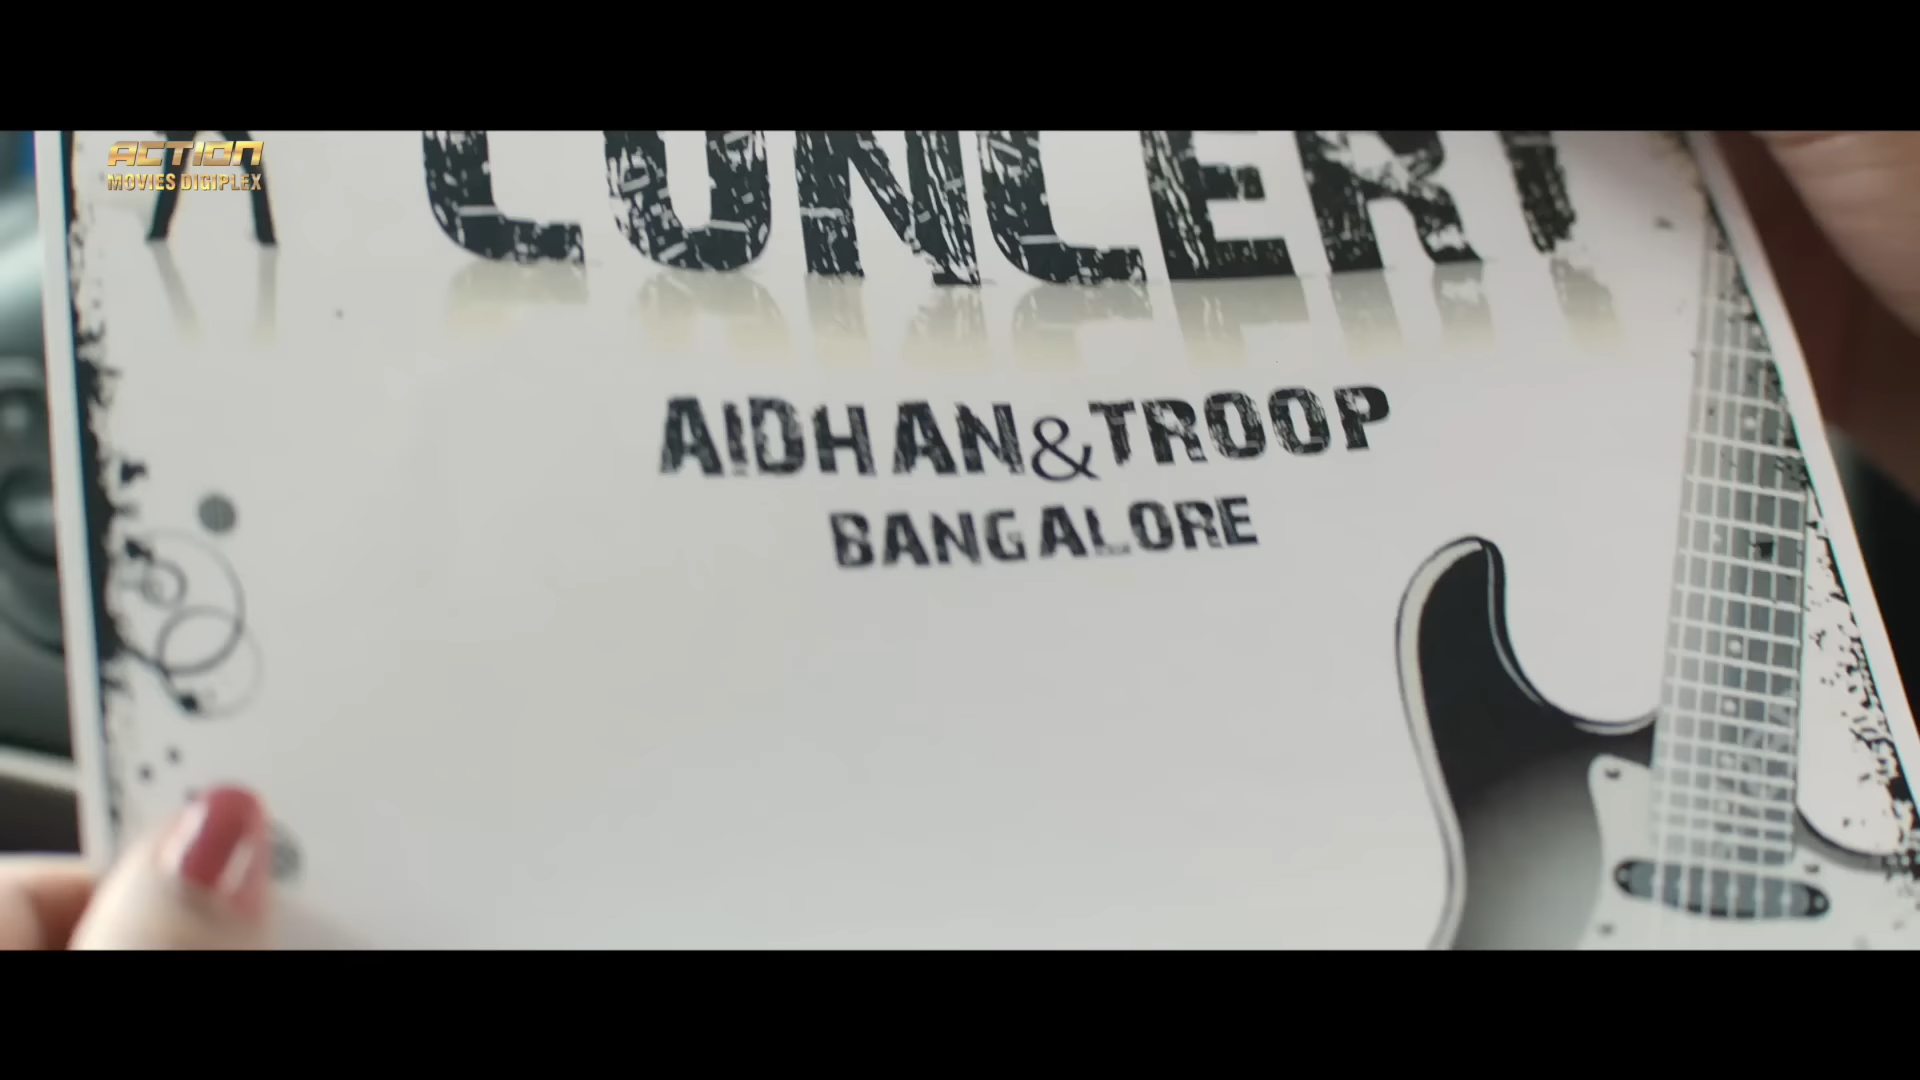 ACTION
MOVIES DIGIPLEX
A CONCERT
AIDHAN & TROOP
BANGALORE